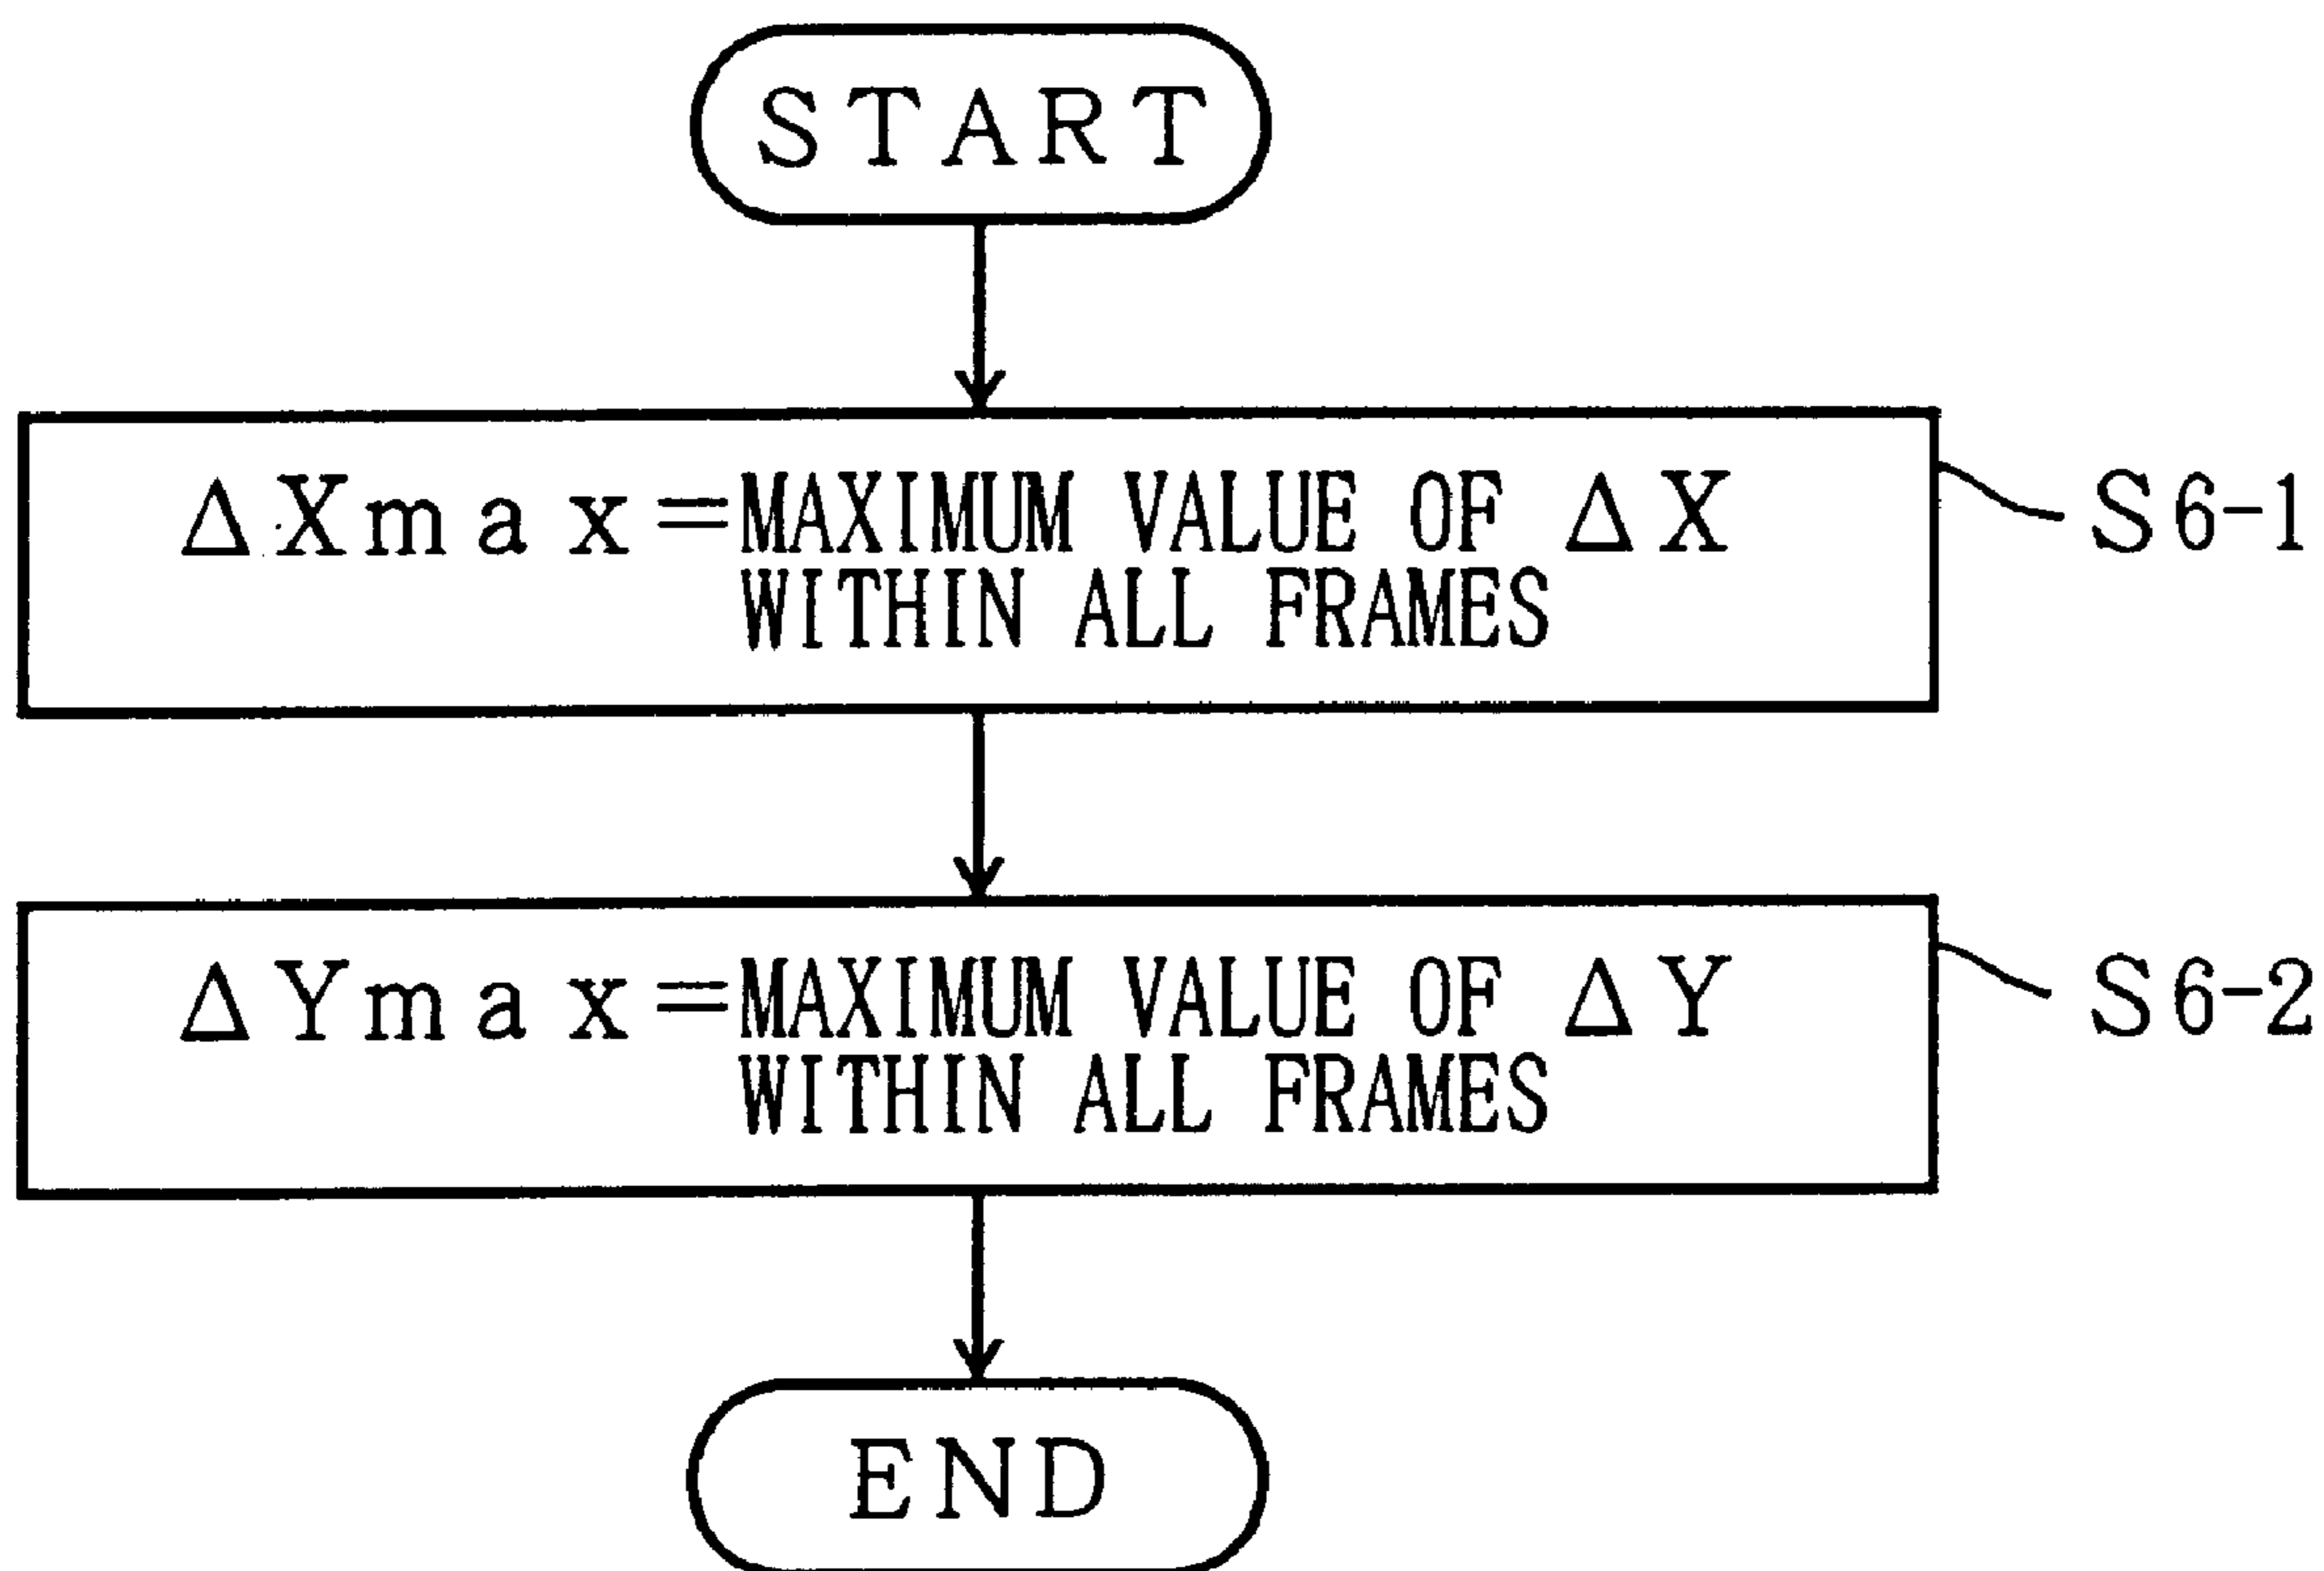 START
ΔXmax=MAXIMUM VALUE OF ΔX S6-1
WITHIN ALL FRAMES
ΔYmax=MAXIMUM VALUE OF ΔY S6-2
WITHIN ALL FRAMES
END